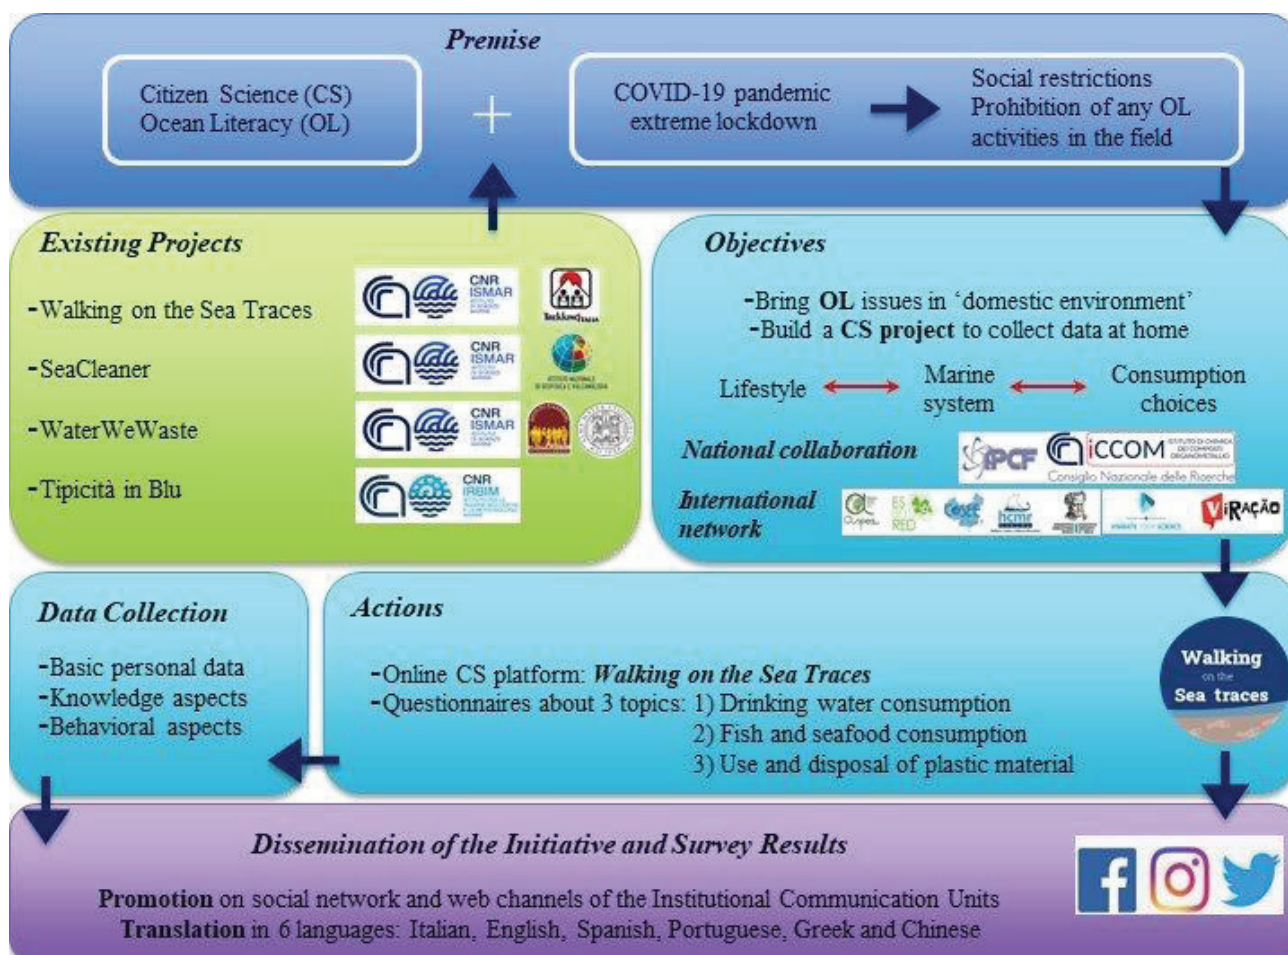 Premise
Citizen Science (CS)
Ocean Literacy (OL)
+
COVID-19 pandemic
extreme lockdown
Social restrictions
Prohibition of any OL
activities in the field
Existing Projects
-Walking on the Sea Traces
-SeaCleaner
-WaterWeWaste
-Tipicità in Blu
CNR
ISMAR
CNR
ISMAR
CNR
ISMAR
CNR
IRBIM
Objectives
-Bring OL issues in ‘domestic environment’
-Build a CS project to collect data at home
Lifestyle
Marine
system
Consumption
choices
National collaboration
IPCF
iCCOM
Consiglio Nazionale delle Ricerche
International
network
hcmr
ViRAÇÃO
Data Collection
-Basic personal data
-Knowledge aspects
-Behavioral aspects
Actions
-Online CS platform: Walking on the Sea Traces
-Questionnaires about 3 topics: 1) Drinking water consumption
2) Fish and seafood consumption
3) Use and disposal of plastic material
Walking
on the
Sea traces
Dissemination of the Initiative and Survey Results
Promotion on social network and web channels of the Institutional Communication Units
Translation in 6 languages: Italian, English, Spanish, Portuguese, Greek and Chinese